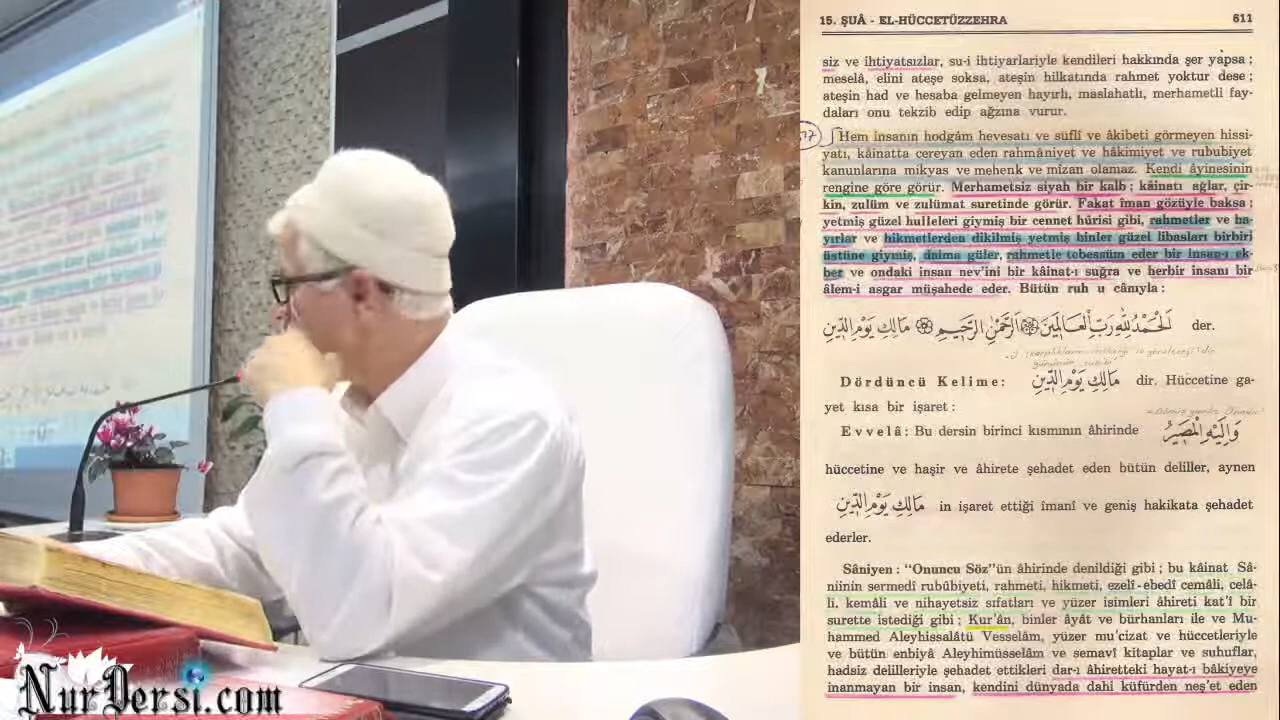 15. ŞUÂ - EL-HÜCCETÜZZEHRA 611
siz ve ihtiyatsızlar, su-i ihtiyarlariyle kendileri hakkında şer yapsa ;
meselâ, elini ateşe soksa, ateşin hilkatında rahmet yoktur dese ;
ateşin had ve hesaba gelmeyen hayırlı, maslahatlı, merhametli fay-
daları onu tekzib edip ağzına vurur.
Hem insanın hodgâm hevesatı ve süflî ve âkibeti görmeyen hissi-
yatı, kâinatta cereyan eden rahmâniyet ve hâkimiyet ve rububiyet
kanunlarına mikyas ve mehenk ve mîzan olamaz. Kendi âyinesinin
rengine göre görür. Merhametsiz siyah bir kalb ; kâinatı ağlar, çir-
kin, zulüm ve zulümat suretinde görür. Fakat îman gözüyle baksa ;
yetmiş güzel hulleleri giymiş bir cennet hûrisi gibi, rahmetler ve ha-
yırlar ve hikmetlerden dikilmiş yetmiş binler güzel libasları birbiri
üstüne giymiş, daima güler, rahmetle tebessüm eder bir insan-ı ek-
ber ve ondaki insan nev'ini bir kâinat-ı suğra ve herbir insanı bir
âlem-i asgar müşahede eder. Bütün ruh u cânıyla :
اَلْحَمْدُ لِلّٰهِ رَبِّ الْعَالَمِينَ ❁ اَلرَّحْمٰنِ الرَّحِيمِ ❁ مَالِكِ يَوْمِ الدِّينِ der.
Dördüncü Kelime: مَالِكِ يَوْمِ الدِّينِ dir. Hüccetine ga-
yet kısa bir işaret :
Evvelâ: Bu dersin birinci kısmının âhirinde وَاِلَيْهِ الْمَصِيرُ
hüccetine ve haşir ve âhirete şehadet eden bütün deliller, aynen
مَالِكِ يَوْمِ الدِّينِ in işaret ettiği îmanî ve geniş hakikata şehadet
ederler.
Sâniyen : "Onuncu Söz"ün âhirinde denildiği gibi ; bu kâinat Sâ-
niinin sermedî rubûbiyeti, rahmeti, hikmeti, ezelî-ebedî cemâli, celâ-
li, kemâli ve nihayetsiz sıfatları ve yüzer isimleri âhireti kat'î bir
surette istediği gibi ; Kur'ân, binler âyât ve bürhanları ile ve Mu-
hammed Aleyhissalâtü Vesselâm, yüzer mu'cizat ve hüccetleriyle
ve bütün enbiyâ Aleyhimüsselâm ve semavî kitaplar ve suhuflar,
hadsiz delilleriyle şehadet ettikleri dar-ı âhiretteki hayat-ı bâkiyeye
inanmayan bir insan, kendini dünyada dahi küfürden neş'et eden
NurDersi.com